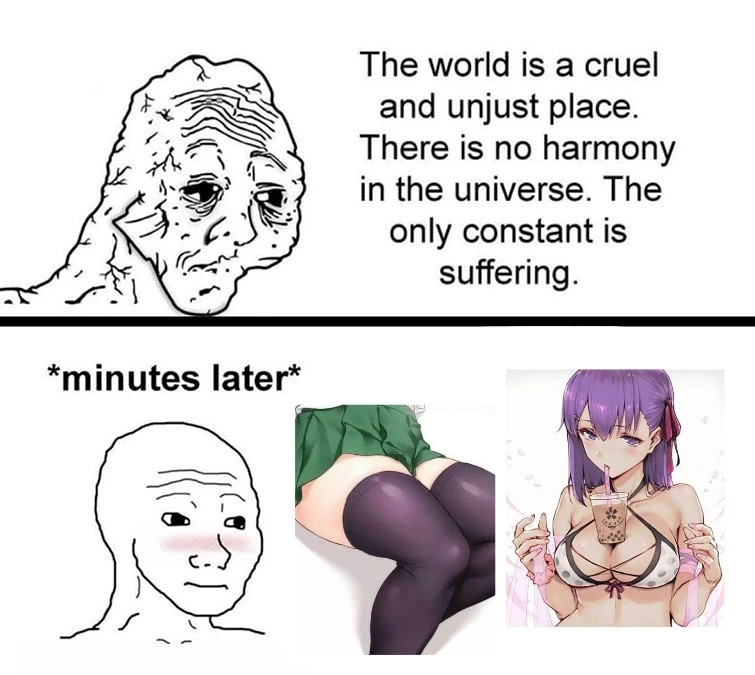 The world is a cruel
and unjust place.
There is no harmony
in the universe. The
only constant is
suffering.
*minutes later*